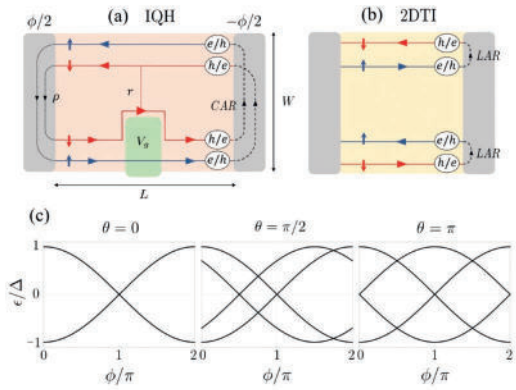 (a) IQH
ϕ/2
−ϕ/2
e/h
h/e
ρ
r
CAR
W
V_g
h/e
e/h
L
(b) 2DTI
h/e
LAR
e/h
e/h
LAR
h/e
(c)
θ = 0
θ = π/2
θ = π
ϵ/Δ
1
0
−1
0 1 2
0 1 2
0 1 2
ϕ/π
ϕ/π
ϕ/π